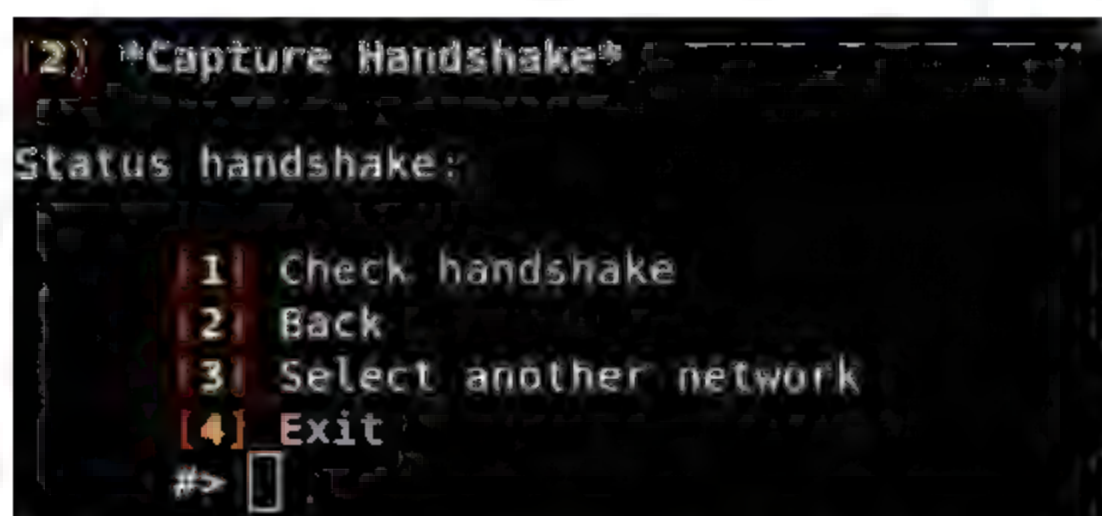 [2] *Capture Handshake*
Status handshake:
[1] Check handshake
[2] Back
[3] Select another network
[4] Exit
#>